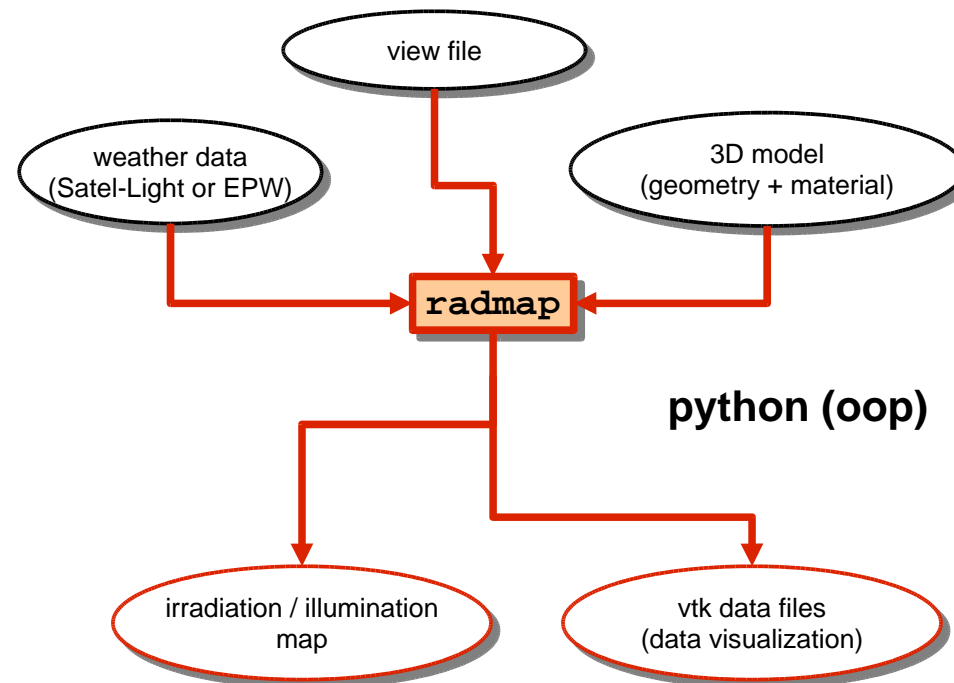 view file
weather data
(Satel-Light or EPW)
3D model
(geometry + material)
radmap
python (oop)
irradiation / illumination
map
vtk data files
(data visualization)